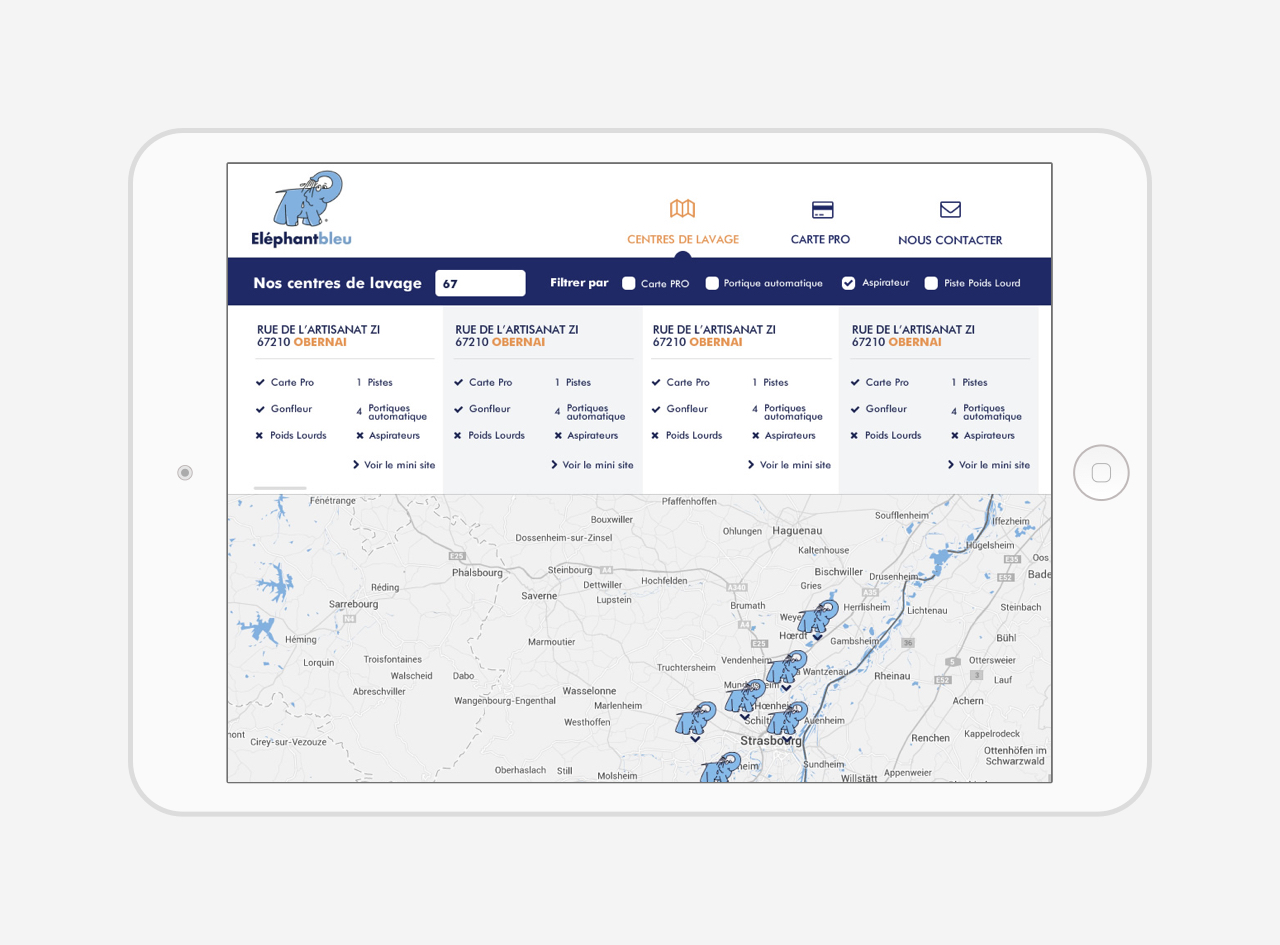 Eléphantbleu
CENTRES DE LAVAGE
CARTE PRO
NOUS CONTACTER
Nos centres de lavage
67
Filtrer par
Carte PRO
Portique automatique
Aspirateur
Piste Poids Lourd
RUE DE L'ARTISANAT ZI
67210 OBERNAI
Carte Pro
1 Pistes
Gonfleur
4 Portiques
automatique
Poids Lourds
Aspirateurs
Voir le mini site
RUE DE L'ARTISANAT ZI
67210 OBERNAI
Carte Pro
1 Pistes
Gonfleur
4 Portiques
automatique
Poids Lourds
Aspirateurs
Voir le mini site
RUE DE L'ARTISANAT ZI
67210 OBERNAI
Carte Pro
1 Pistes
Gonfleur
4 Portiques
automatique
Poids Lourds
Aspirateurs
Voir le mini site
RUE DE L'ARTISANAT ZI
67210 OBERNAI
Carte Pro
1 Pistes
Gonfleur
4 Portiques
automatique
Poids Lourds
Aspirateurs
Voir le mini site
Fénétrange
Pfaffenhoffen
Bouxwiller
Soufflenheim
Iffezheim
Dossenheim-sur-Zinsel
Ohlungen
Haguenau
Hügelsheim
Kaltenhouse
E25
E35
Oos
Phalsbourg
Steinbourg
A4
Hochfelden
Bischwiller
Drusenheim
E52
Bade
Réding
Dettwiller
A340
Gries
A35
Saverne
Lupstein
Sarrebourg
Brumath
Herrlisheim
Lichtenau
Steinbach
N4
Weye
A4
Héming
Marmoutier
E25
Hœrdt
Gambsheim
36
Bühl
Lorquin
Troisfontaines
Truchtersheim
Vendenheim
5
Ottersweier
Walscheid
Dabo
a Wantzenau
Rheinau
E52
3
Lauf
Abreschviller
Wasselonne
Wangenbourg-Engenthal
Marlenheim
Hœnhei
Achern
Westhoffen
Schilti
Auenheim
mont
Cirey-sur-Vezouze
Strasbourg
Renchen
Kappelrodeck
Ottenhöfen im
Schwarzwald
Oberhaslach
Still
Molsheim
heim
Sundheim
Willstätt
Appenweier